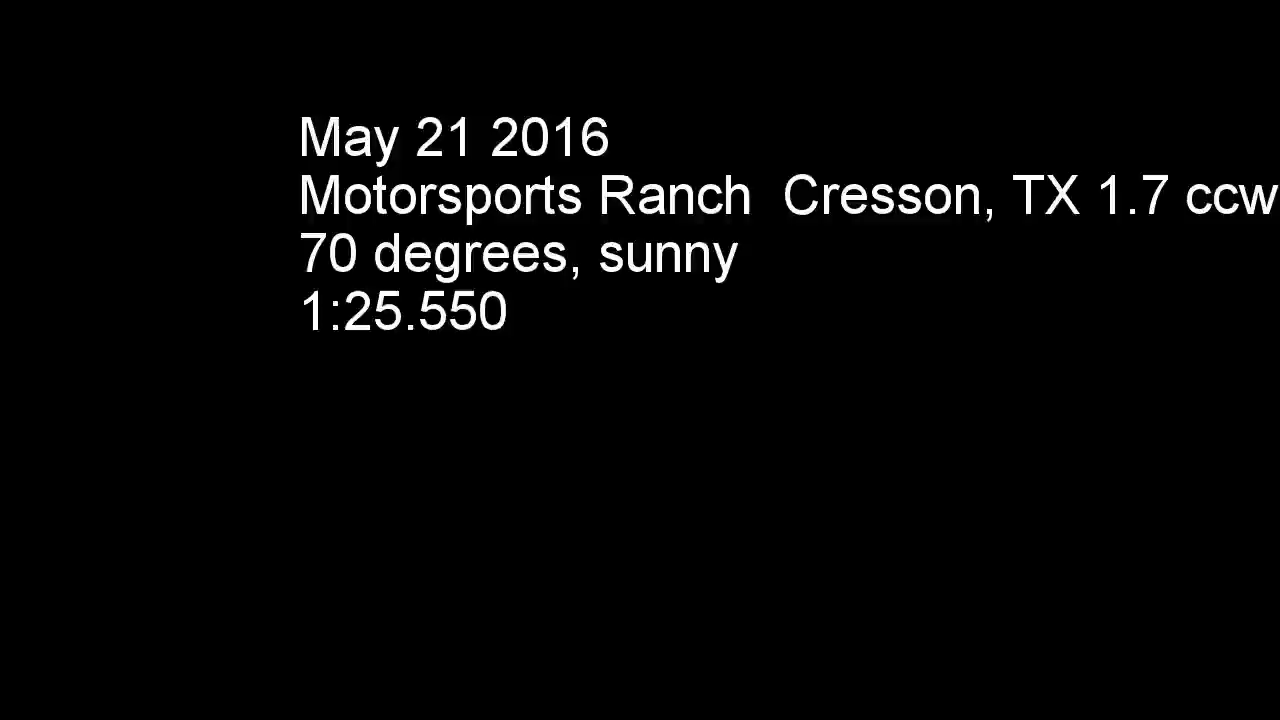 May 21 2016
Motorsports Ranch  Cresson, TX 1.7 ccw
70 degrees, sunny
1:25.550